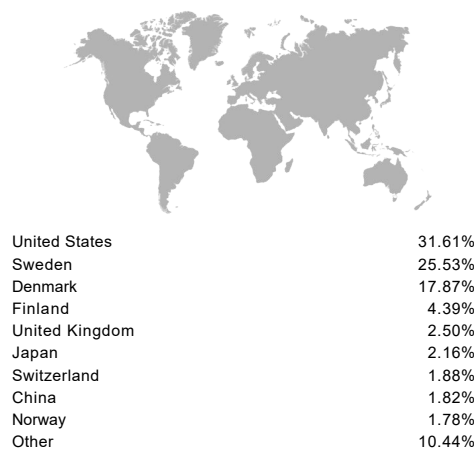 United States 31.61%
Sweden 25.53%
Denmark 17.87%
Finland 4.39%
United Kingdom 2.50%
Japan 2.16%
Switzerland 1.88%
China 1.82%
Norway 1.78%
Other 10.44%